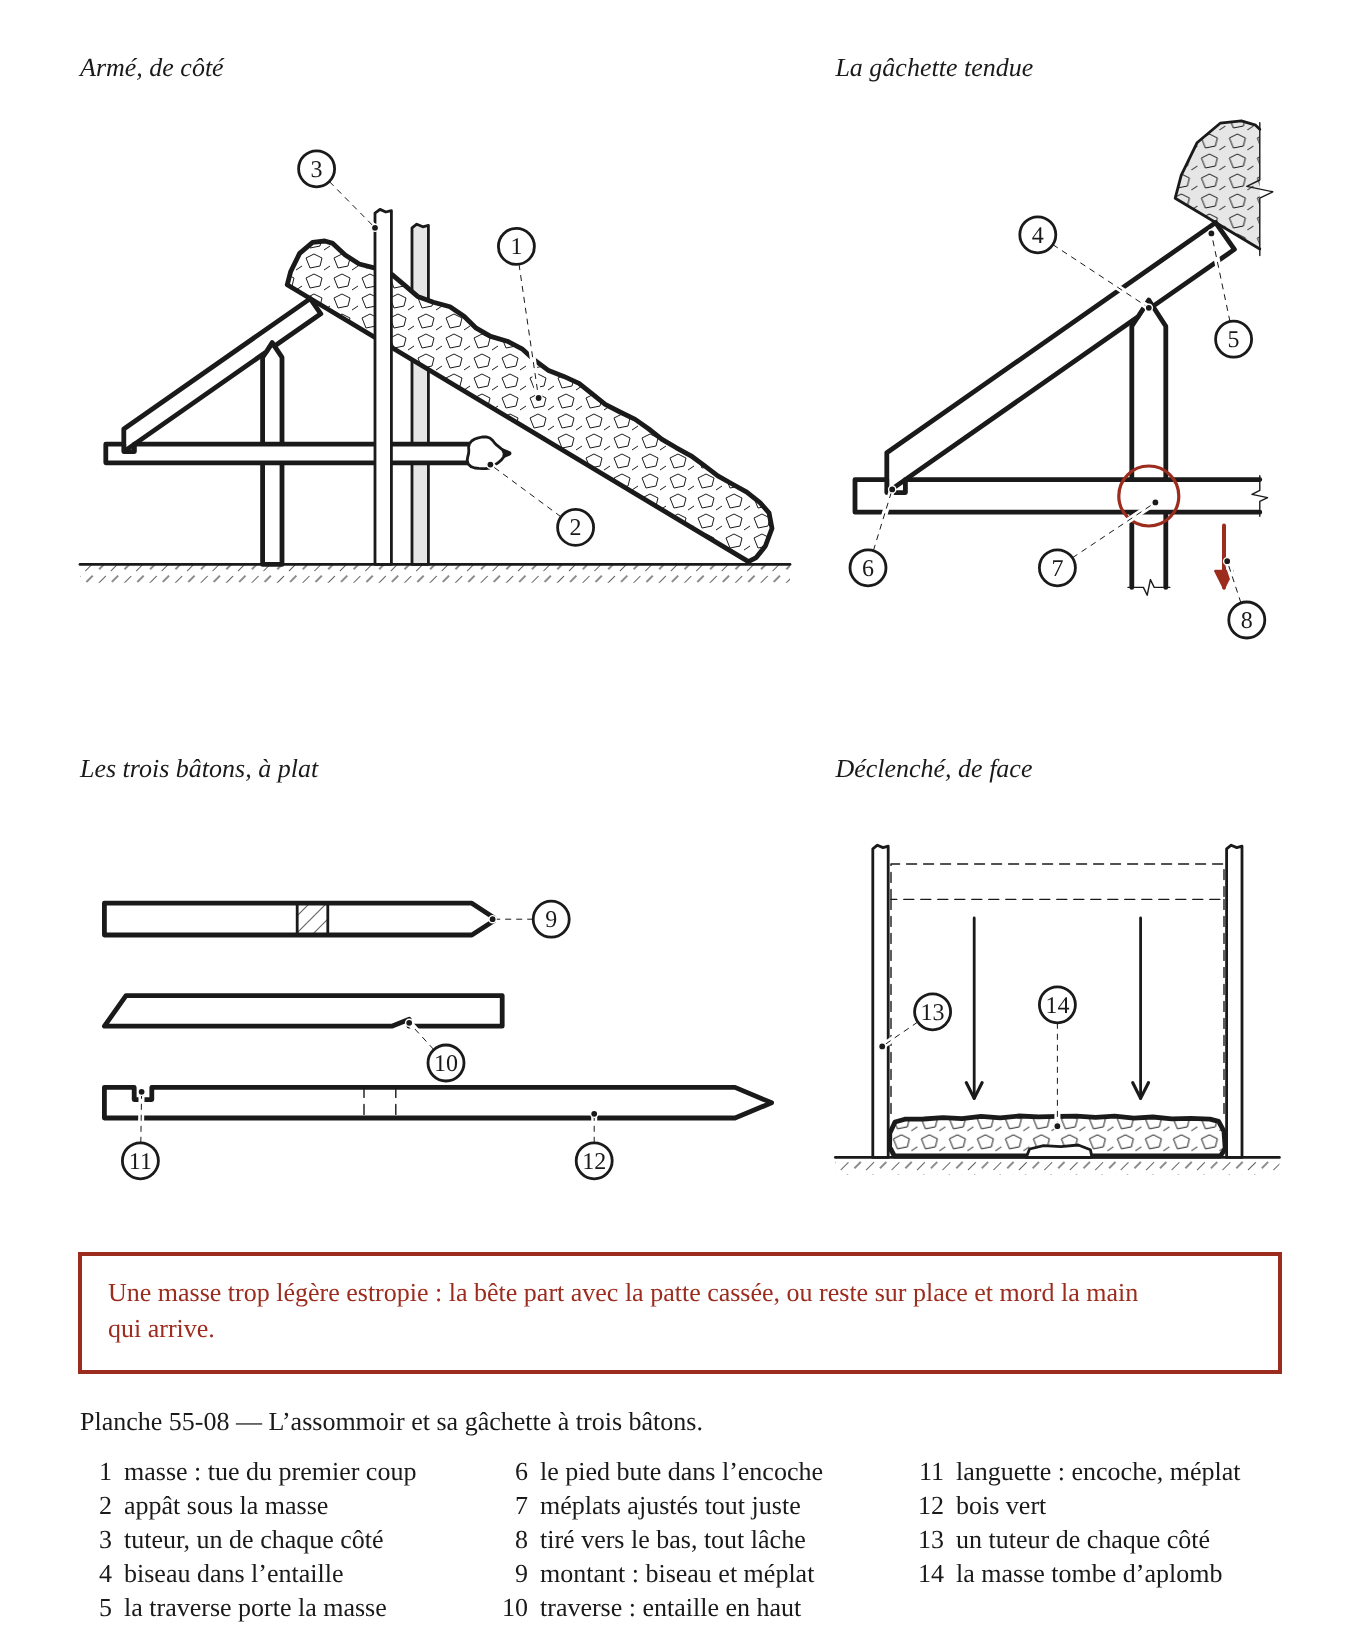 Armé, de côté
La gâchette tendue
3
1
2
4
5
6
7
8
Les trois bâtons, à plat
Déclenché, de face
9
10
11
12
13
14
Une masse trop légère estropie : la bête part avec la patte cassée, ou reste sur place et mord la main
qui arrive.
Planche 55-08 — L’assommoir et sa gâchette à trois bâtons.
1 masse : tue du premier coup
2 appât sous la masse
3 tuteur, un de chaque côté
4 biseau dans l’entaille
5 la traverse porte la masse
6 le pied bute dans l’encoche
7 méplats ajustés tout juste
8 tiré vers le bas, tout lâche
9 montant : biseau et méplat
10 traverse : entaille en haut
11 languette : encoche, méplat
12 bois vert
13 un tuteur de chaque côté
14 la masse tombe d’aplomb